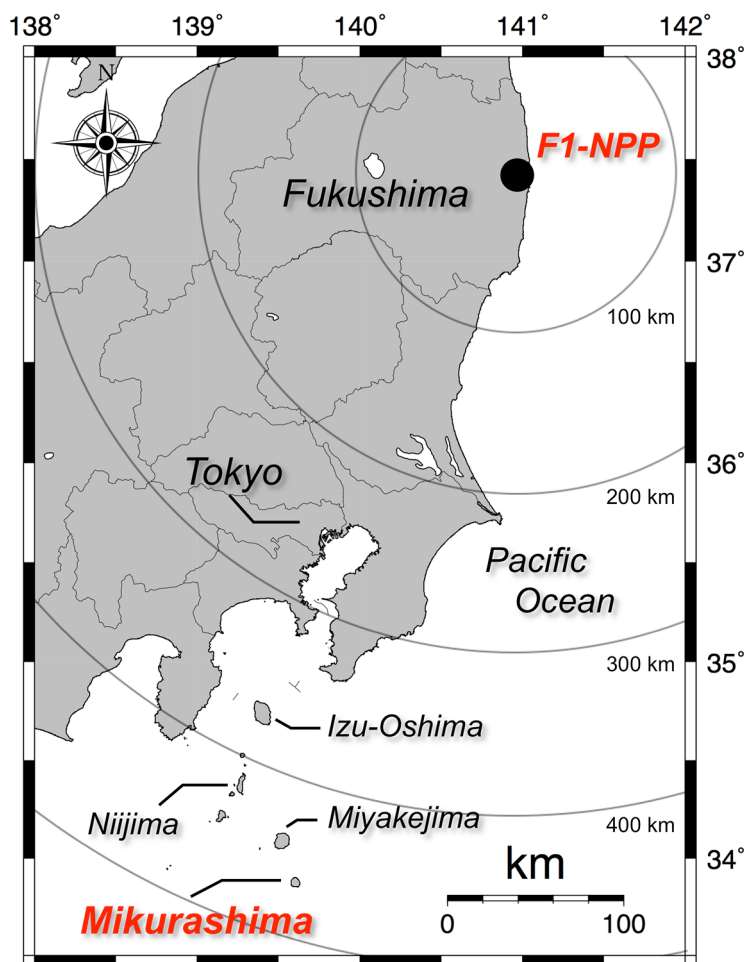 138° 139° 140° 141° 142°
38°
N
F1-NPP
Fukushima
37°
100 km
36°
Tokyo
200 km
Pacific
Ocean
35°
300 km
Izu-Oshima
Niijima
Miyakejima
400 km
34°
km
Mikurashima
0 100